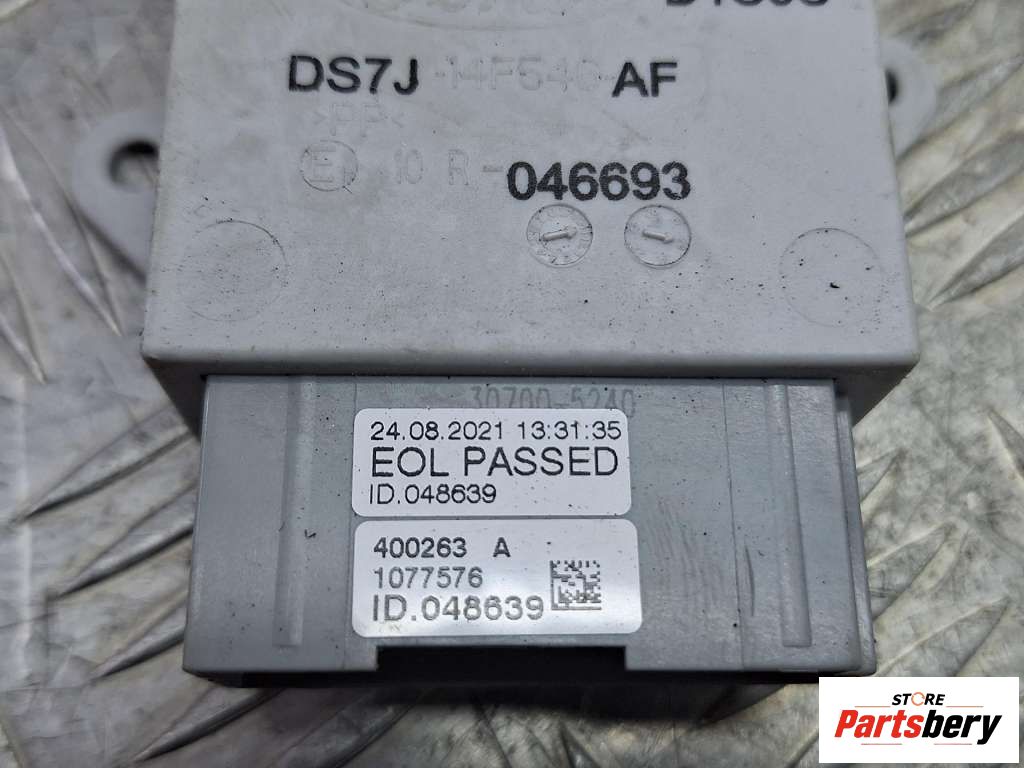 DS7J-14F540-AF
>PP<
E1 10 R-046693
30700-5240
24.08.2021 13:31:35
EOL PASSED
ID.048639
400263 A
1077576
ID.048639
STORE
Partsbery